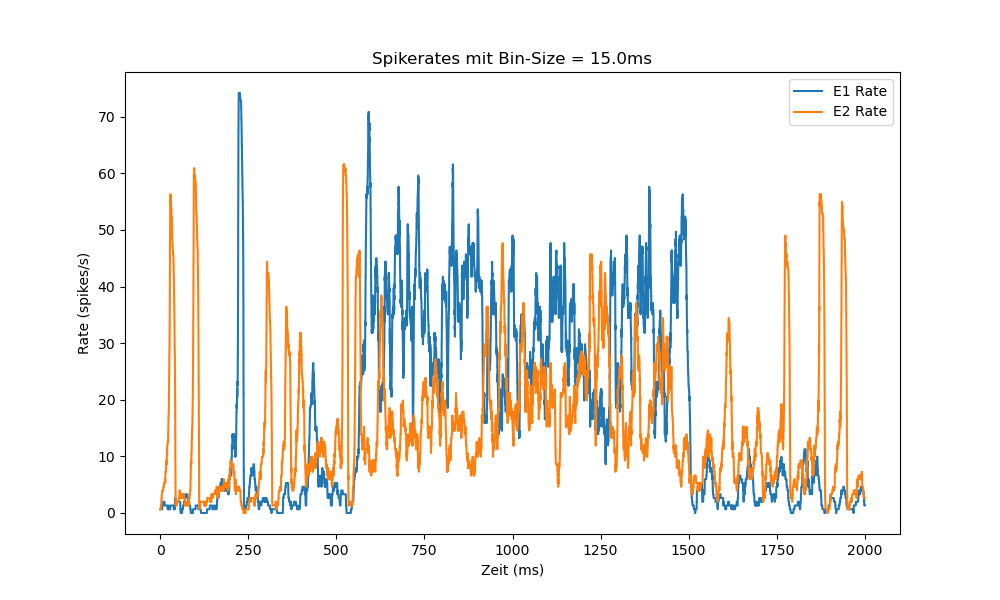 Spikerates mit Bin-Size = 15.0ms
E1 Rate
E2 Rate
Rate (spikes/s)
70
60
50
40
30
20
10
0
0 250 500 750 1000 1250 1500 1750 2000
Zeit (ms)